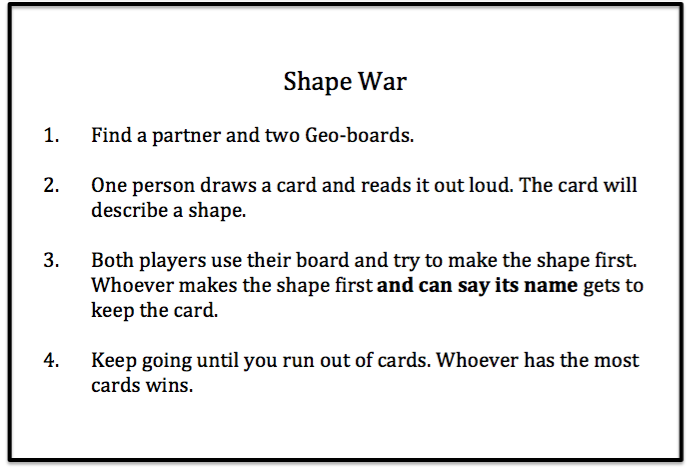 Shape War
1. Find a partner and two Geo-boards.
2. One person draws a card and reads it out loud. The card will
describe a shape.
3. Both players use their board and try to make the shape first.
Whoever makes the shape first and can say its name gets to
keep the card.
4. Keep going until you run out of cards. Whoever has the most
cards wins.